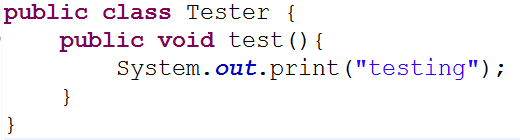 public class Tester {
    public void test(){
        System.out.print("testing");
    }
}